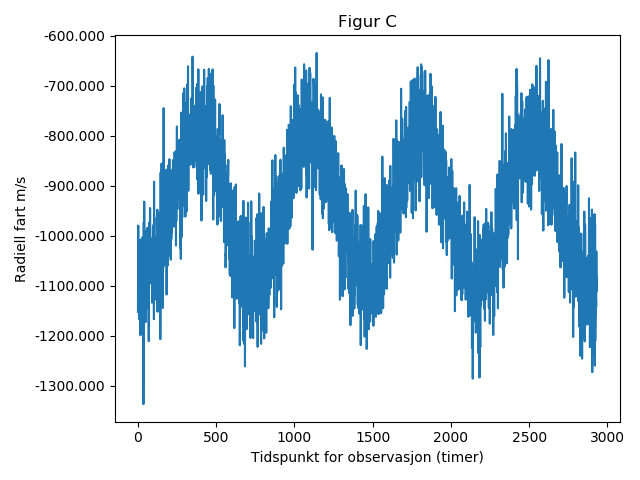 Figur C
-600.000
-700.000
-800.000
-900.000
-1000.000
-1100.000
-1200.000
-1300.000
Radiell fart m/s
0 500 1000 1500 2000 2500 3000
Tidspunkt for observasjon (timer)